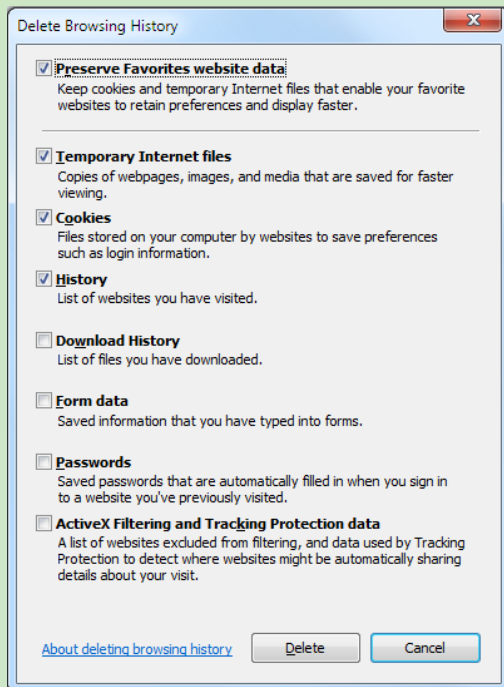 Delete Browsing History
Preserve Favorites website data
Keep cookies and temporary Internet files that enable your favorite
websites to retain preferences and display faster.
Temporary Internet files
Copies of webpages, images, and media that are saved for faster
viewing.
Cookies
Files stored on your computer by websites to save preferences
such as login information.
History
List of websites you have visited.
Download History
List of files you have downloaded.
Form data
Saved information that you have typed into forms.
Passwords
Saved passwords that are automatically filled in when you sign in
to a website you've previously visited.
ActiveX Filtering and Tracking Protection data
A list of websites excluded from filtering, and data used by Tracking
Protection to detect where websites might be automatically sharing
details about your visit.
About deleting browsing history
Delete
Cancel